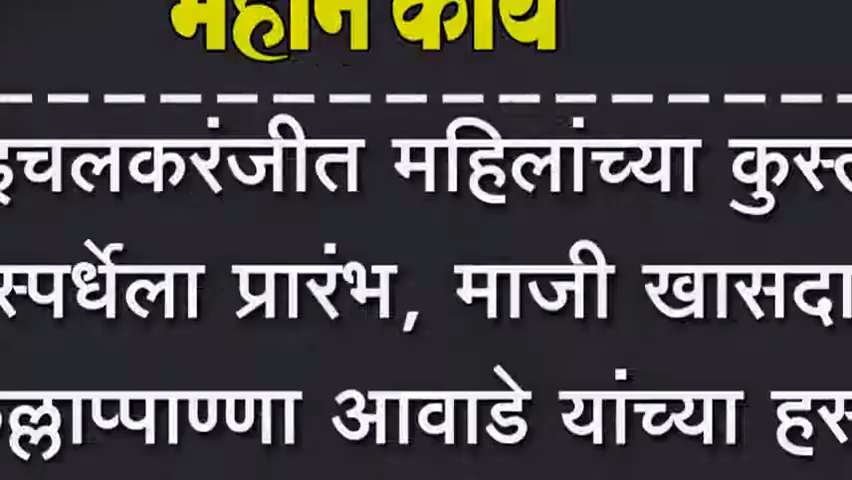 महान कार्य
इचलकरंजीत महिलांच्या
स्पर्धेला प्रारंभ, माजी
आवाडे यांच्या